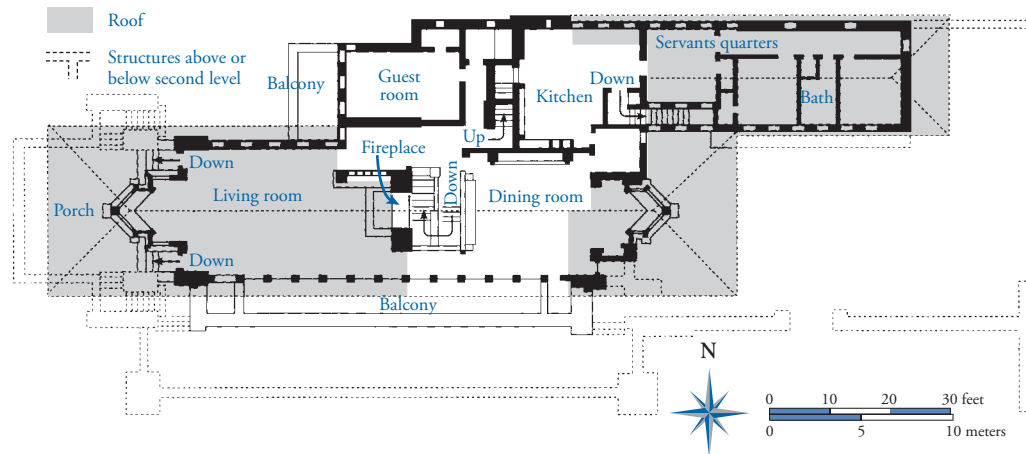 Roof
Structures above or
below second level
Servants quarters
Guest
room
Balcony
Down
Kitchen
Bath
Up
Fireplace
Down
Down
Living room
Dining room
Porch
Down
Balcony
N
0 10 20 30 feet
0 5 10 meters